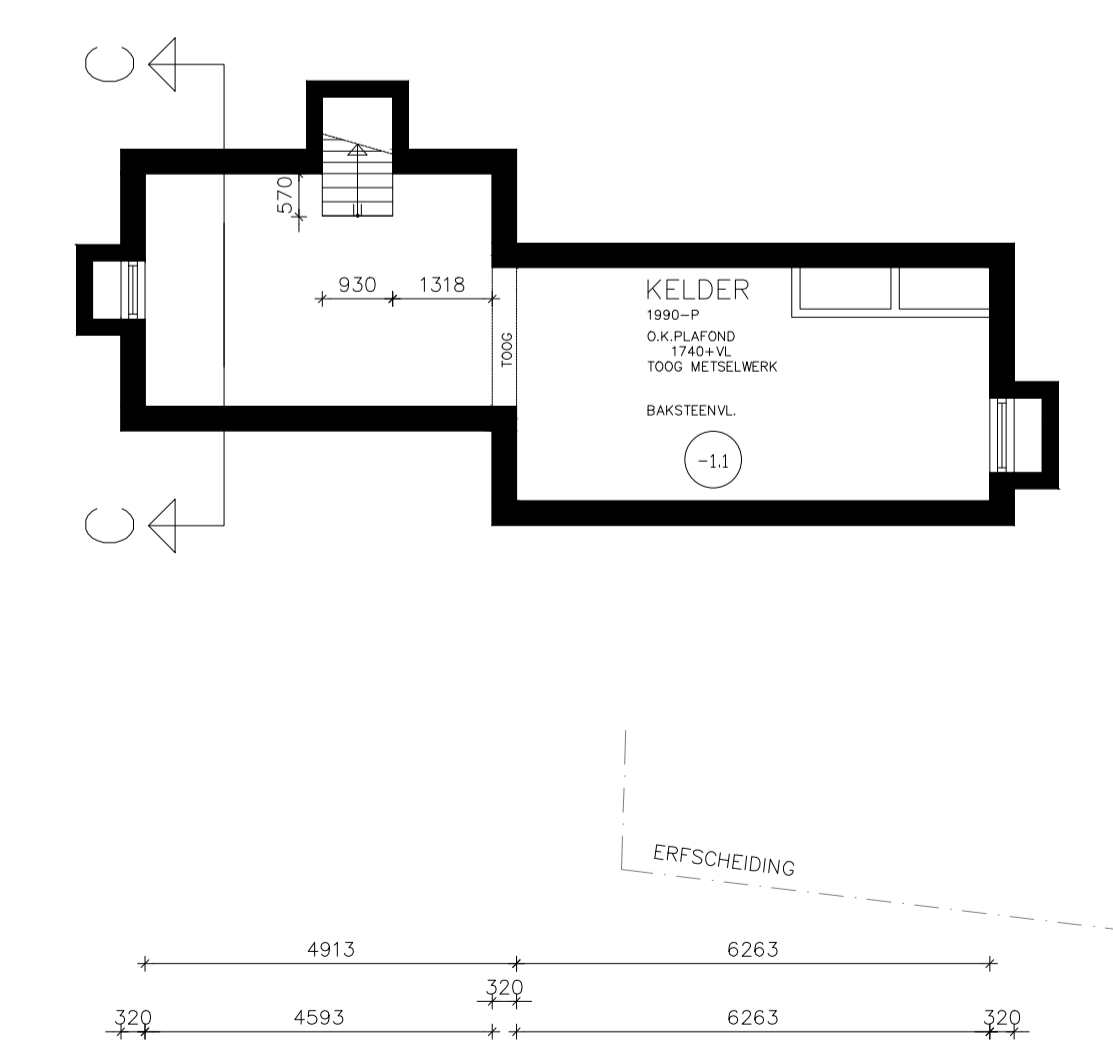 C
570
930
1318
TOOG
KELDER
1990-P
O.K.PLAFOND
1740+VL
TOOG METSELWERK
BAKSTEENVL.
-1.1
C
ERFSCHEIDING
4913
6263
320
320
4593
6263
320